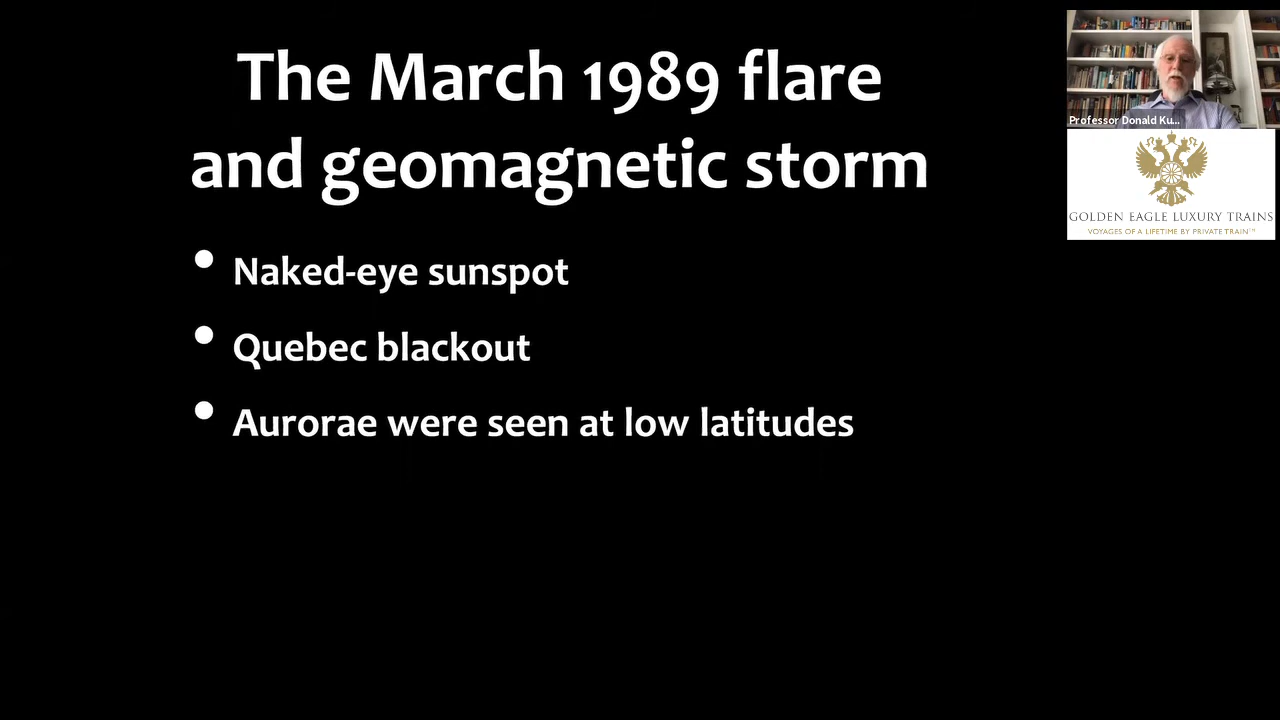 The March 1989 flare
and geomagnetic storm
• Naked-eye sunspot
• Quebec blackout
• Aurorae were seen at low latitudes
Professor Donald Ku...
GOLDEN EAGLE LUXURY TRAINS
VOYAGES OF A LIFETIME BY PRIVATE TRAIN™